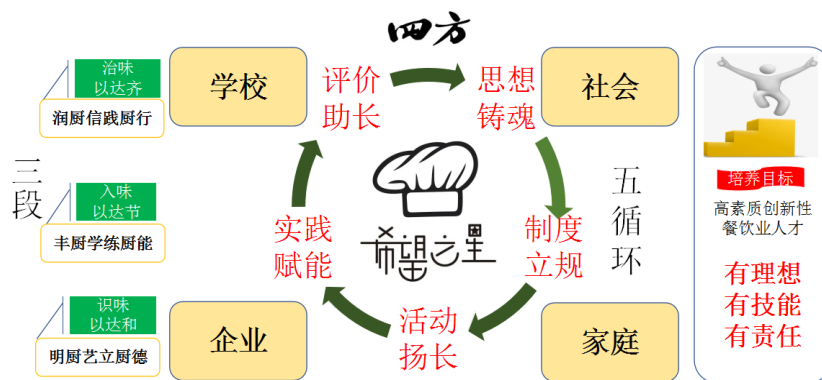 四方
治味
以达齐
润厨信践厨行
学校
评价
助长
思想
铸魂
社会
三段
入味
以达节
丰厨学练厨能
实践
赋能
希望之星
制度
立规
五循环
识味
以达和
明厨艺立厨德
企业
活动
扬长
家庭
培养目标
高素质创新性
餐饮业人才
有理想
有技能
有责任